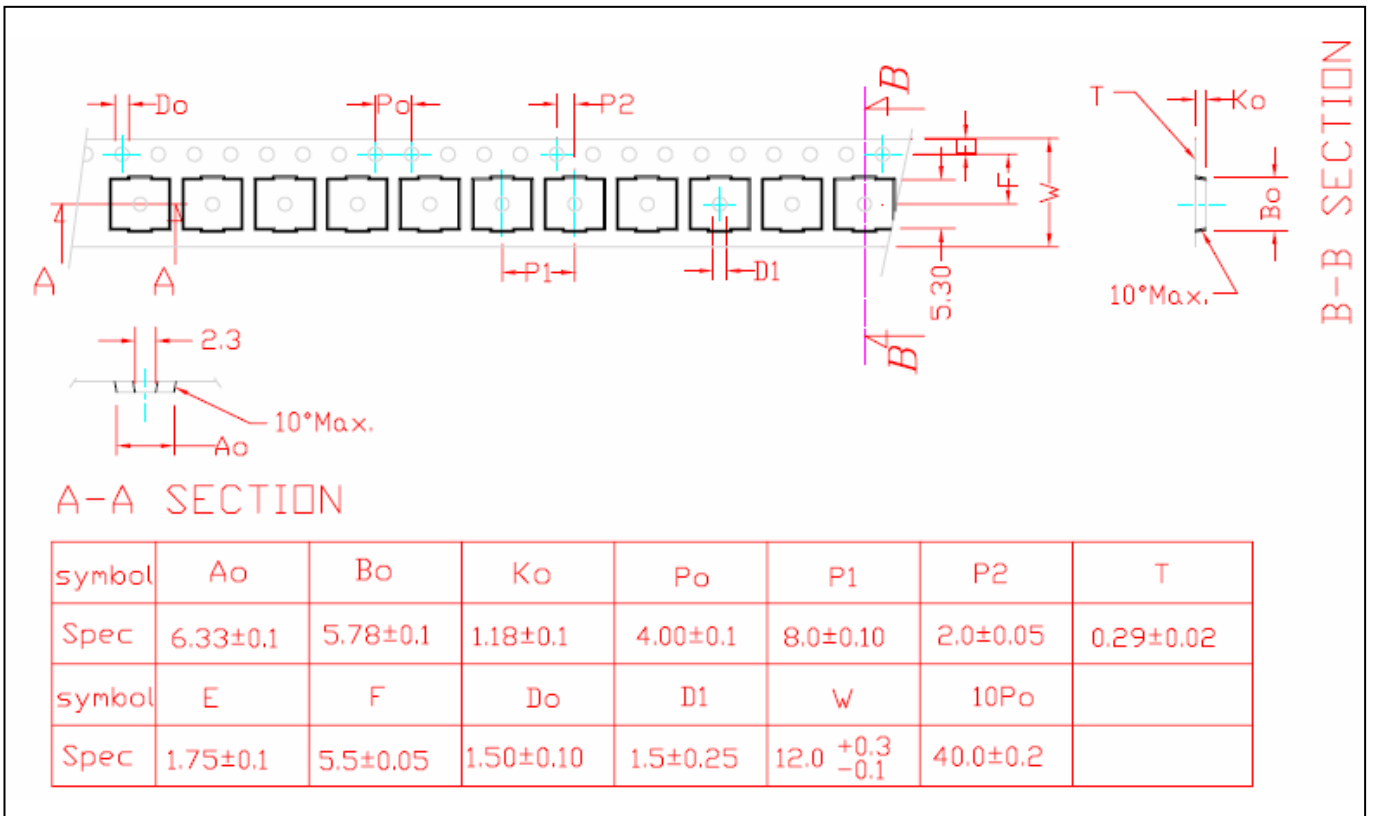 Do Po P2 B
T Ko
E
F
W
Bo
B-B SECTION
A A
P1 D1
5.30
10°Max.
B
2.3
10°Max.
Ao
A-A SECTION
symbol Ao Bo Ko Po P1 P2 T
Spec 6.33±0.1 5.78±0.1 1.18±0.1 4.00±0.1 8.0±0.10 2.0±0.05 0.29±0.02
symbol E F Do D1 W 10Po
Spec 1.75±0.1 5.5±0.05 1.50±0.10 1.5±0.25 12.0 +0.3 -0.1 40.0±0.2